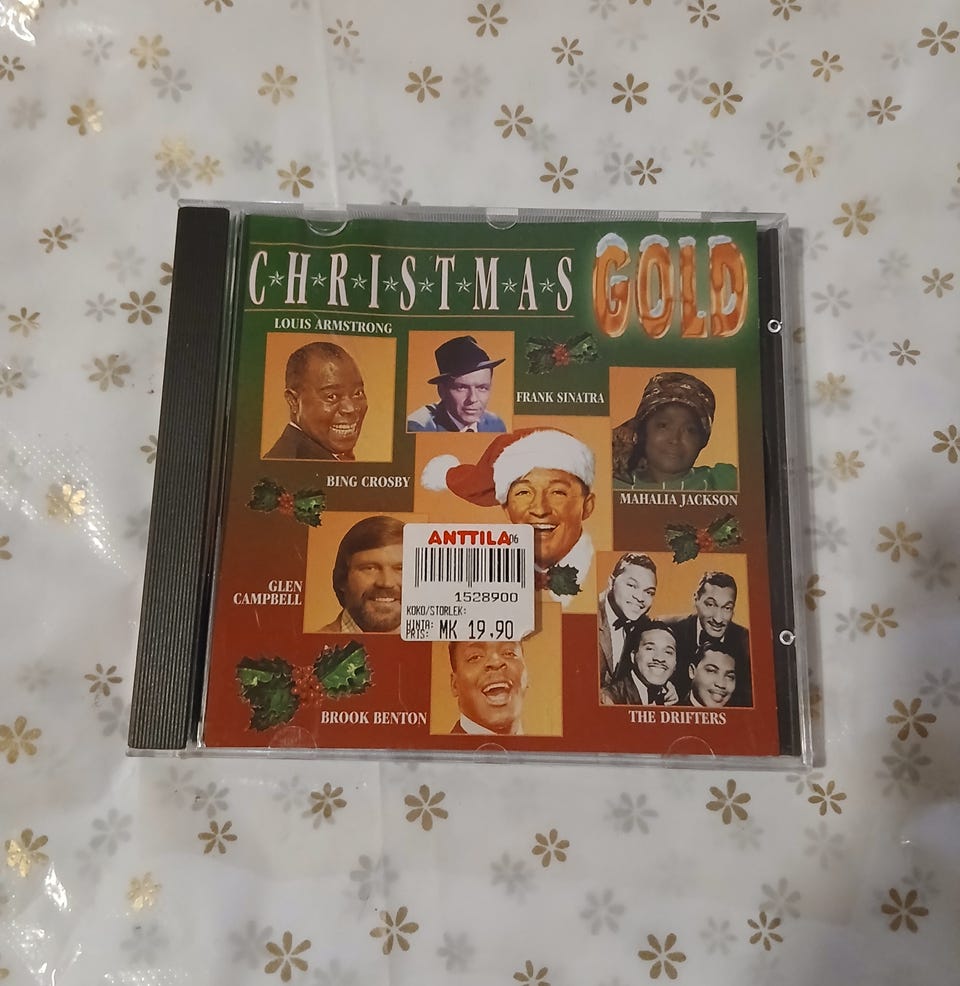 C★H★R★I★S★T★M★A★S
GOLD
LOUIS ARMSTRONG
FRANK SINATRA
BING CROSBY
MAHALIA JACKSON
GLEN
CAMPBELL
ANTTILA 06
1528900
KOKO/STORLEK:
HINTA:
PRIS: MK 19,90
BROOK BENTON
THE DRIFTERS